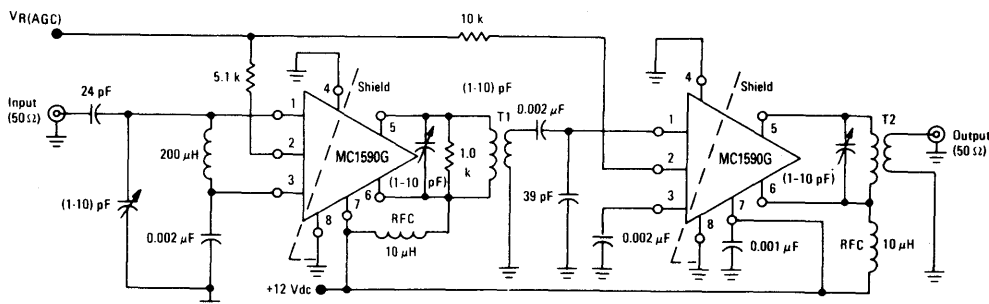 VR(AGC)
10 k
5.1 k
4
Shield
(1-10) pF
4
Shield
Input
(50 Ω)
24 pF
1
5
T1
0.002 µF
1
5
T2
Output
(50 Ω)
200 µH
2
MC1590G
1.0
k
2
MC1590G
3
6
(1-10 pF)
39 pF
3
6
(1-10 pF)
(1-10) pF
8
7
8
7
0.002 µF
RFC
10 µH
0.002 µF
0.001 µF
RFC
10 µH
+12 Vdc